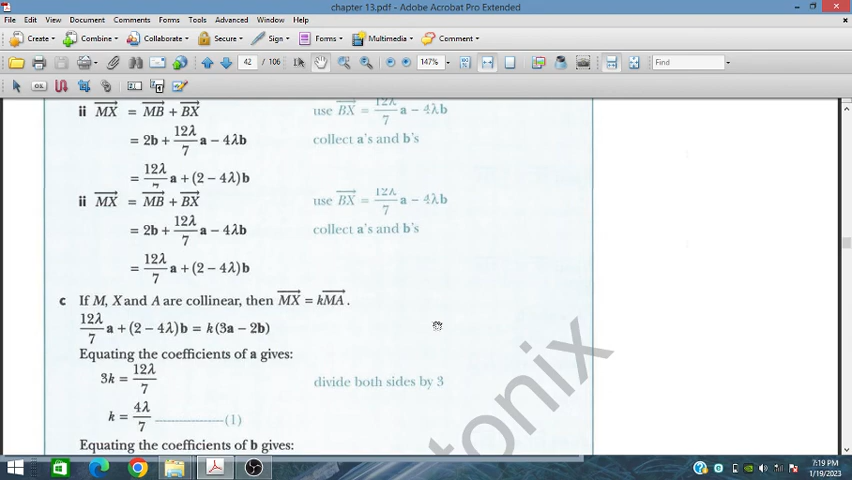 chapter 13.pdf - Adobe Acrobat Pro Extended
File Edit View Document Comments Forms Tools Advanced Window Help
Create Combine Collaborate Secure Sign Forms Multimedia Comment
42 / 106 147% Find
ii MX = MB + BX use BX = 12λ/7 a − 4λb
= 2b + 12λ/7 a − 4λb collect a's and b's
= 12λ/7 a + (2 − 4λ)b
ii MX = MB + BX use BX = 12λ/7 a − 4λb
= 2b + 12λ/7 a − 4λb collect a's and b's
= 12λ/7 a + (2 − 4λ)b
c If M, X and A are collinear, then MX = kMA.
12λ/7 a + (2 − 4λ)b = k(3a − 2b)
Equating the coefficients of a gives:
3k = 12λ/7 divide both sides by 3
k = 4λ/7 ----------------(1)
Equating the coefficients of b gives:
7:19 PM
1/19/2023